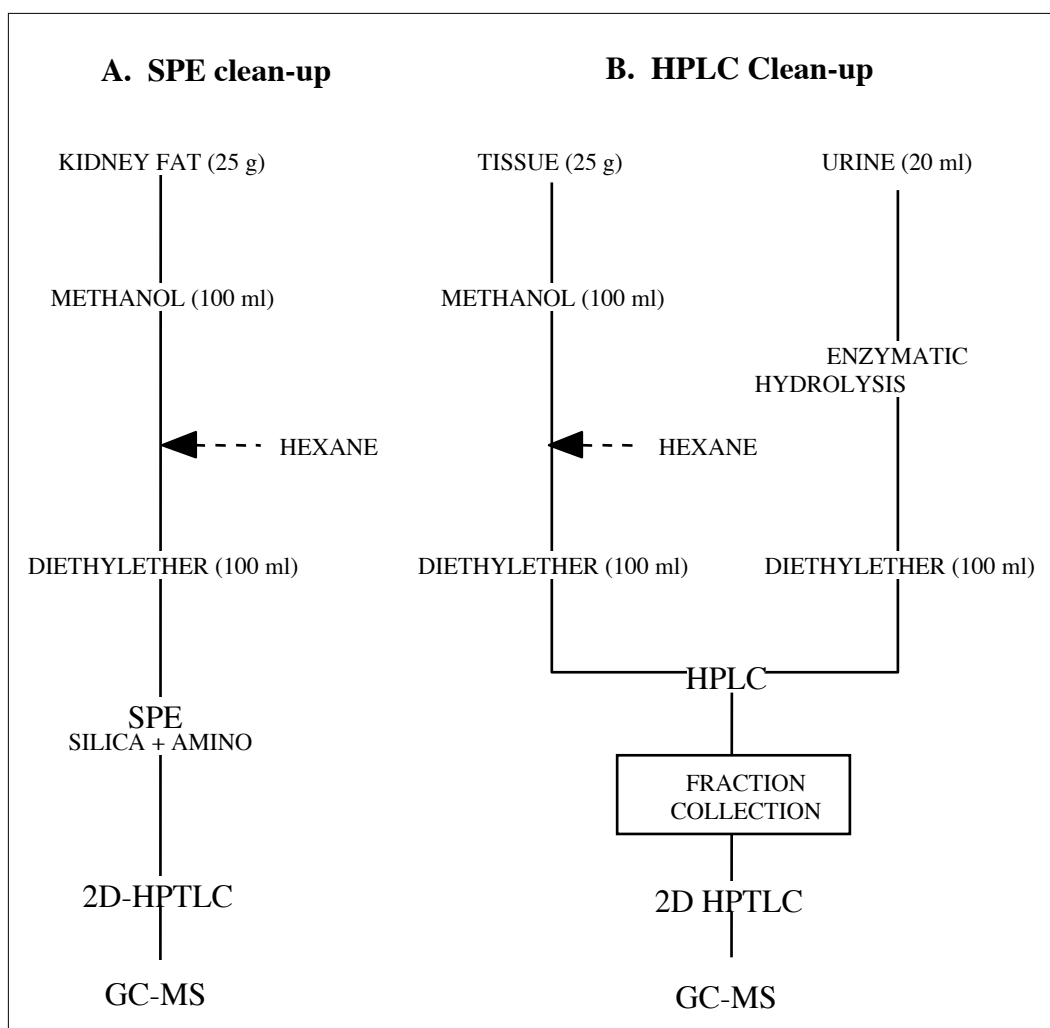 A. SPE clean-up
KIDNEY FAT (25 g)
METHANOL (100 ml)
HEXANE
DIETHYLETHER (100 ml)
SPE
SILICA + AMINO
2D-HPTLC
GC-MS
B. HPLC Clean-up
TISSUE (25 g)
METHANOL (100 ml)
HEXANE
DIETHYLETHER (100 ml)
URINE (20 ml)
ENZYMATIC
HYDROLYSIS
DIETHYLETHER (100 ml)
HPLC
FRACTION
COLLECTION
2D HPTLC
GC-MS